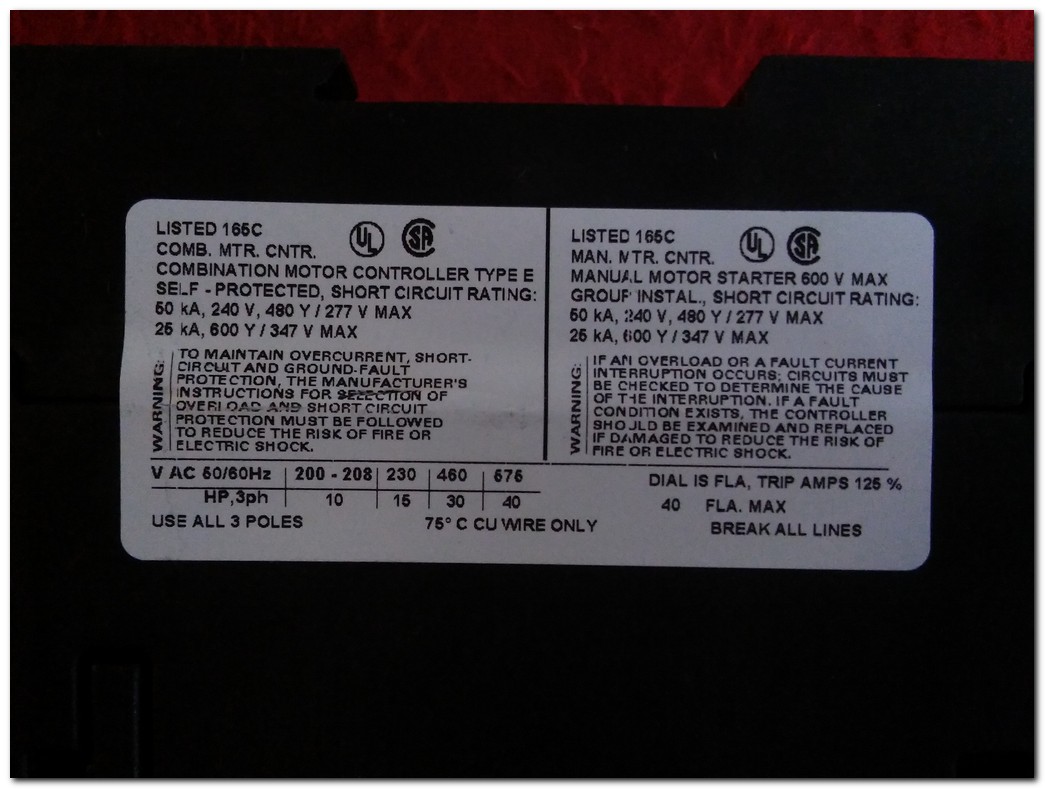 LISTED 165C
COMB. MTR. CNTR.
UL
SA
COMBINATION MOTOR CONTROLLER TYPE E
SELF - PROTECTED, SHORT CIRCUIT RATING:
50 kA, 240 V, 480 Y / 277 V MAX
25 kA, 600 Y / 347 V MAX
WARNING:
TO MAINTAIN OVERCURRENT, SHORT-
CIRCUIT AND GROUND-FAULT
PROTECTION, THE MANUFACTURER'S
INSTRUCTIONS FOR SELECTION OF
OVERLOAD AND SHORT CIRCUIT
PROTECTION MUST BE FOLLOWED
TO REDUCE THE RISK OF FIRE OR
ELECTRIC SHOCK.
LISTED 165C
MAN. MTR. CNTR.
UL
SA
MANUAL MOTOR STARTER 600 V MAX
GROUP INSTAL., SHORT CIRCUIT RATING:
50 kA, 240 V, 480 Y / 277 V MAX
25 kA, 600 Y / 347 V MAX
WARNING:
IF AN OVERLOAD OR A FAULT CURRENT
INTERRUPTION OCCURS; CIRCUITS MUST
BE CHECKED TO DETERMINE THE CAUSE
OF THE INTERRUPTION. IF A FAULT
CONDITION EXISTS, THE CONTROLLER
SHOULD BE EXAMINED AND REPLACED
IF DAMAGED TO REDUCE THE RISK OF
FIRE OR ELECTRIC SHOCK.
V AC 50/60Hz 200 - 208 230 460 575
HP,3ph 10 15 30 40
USE ALL 3 POLES 75° C CU WIRE ONLY
DIAL IS FLA, TRIP AMPS 125 %
40 FLA. MAX
BREAK ALL LINES